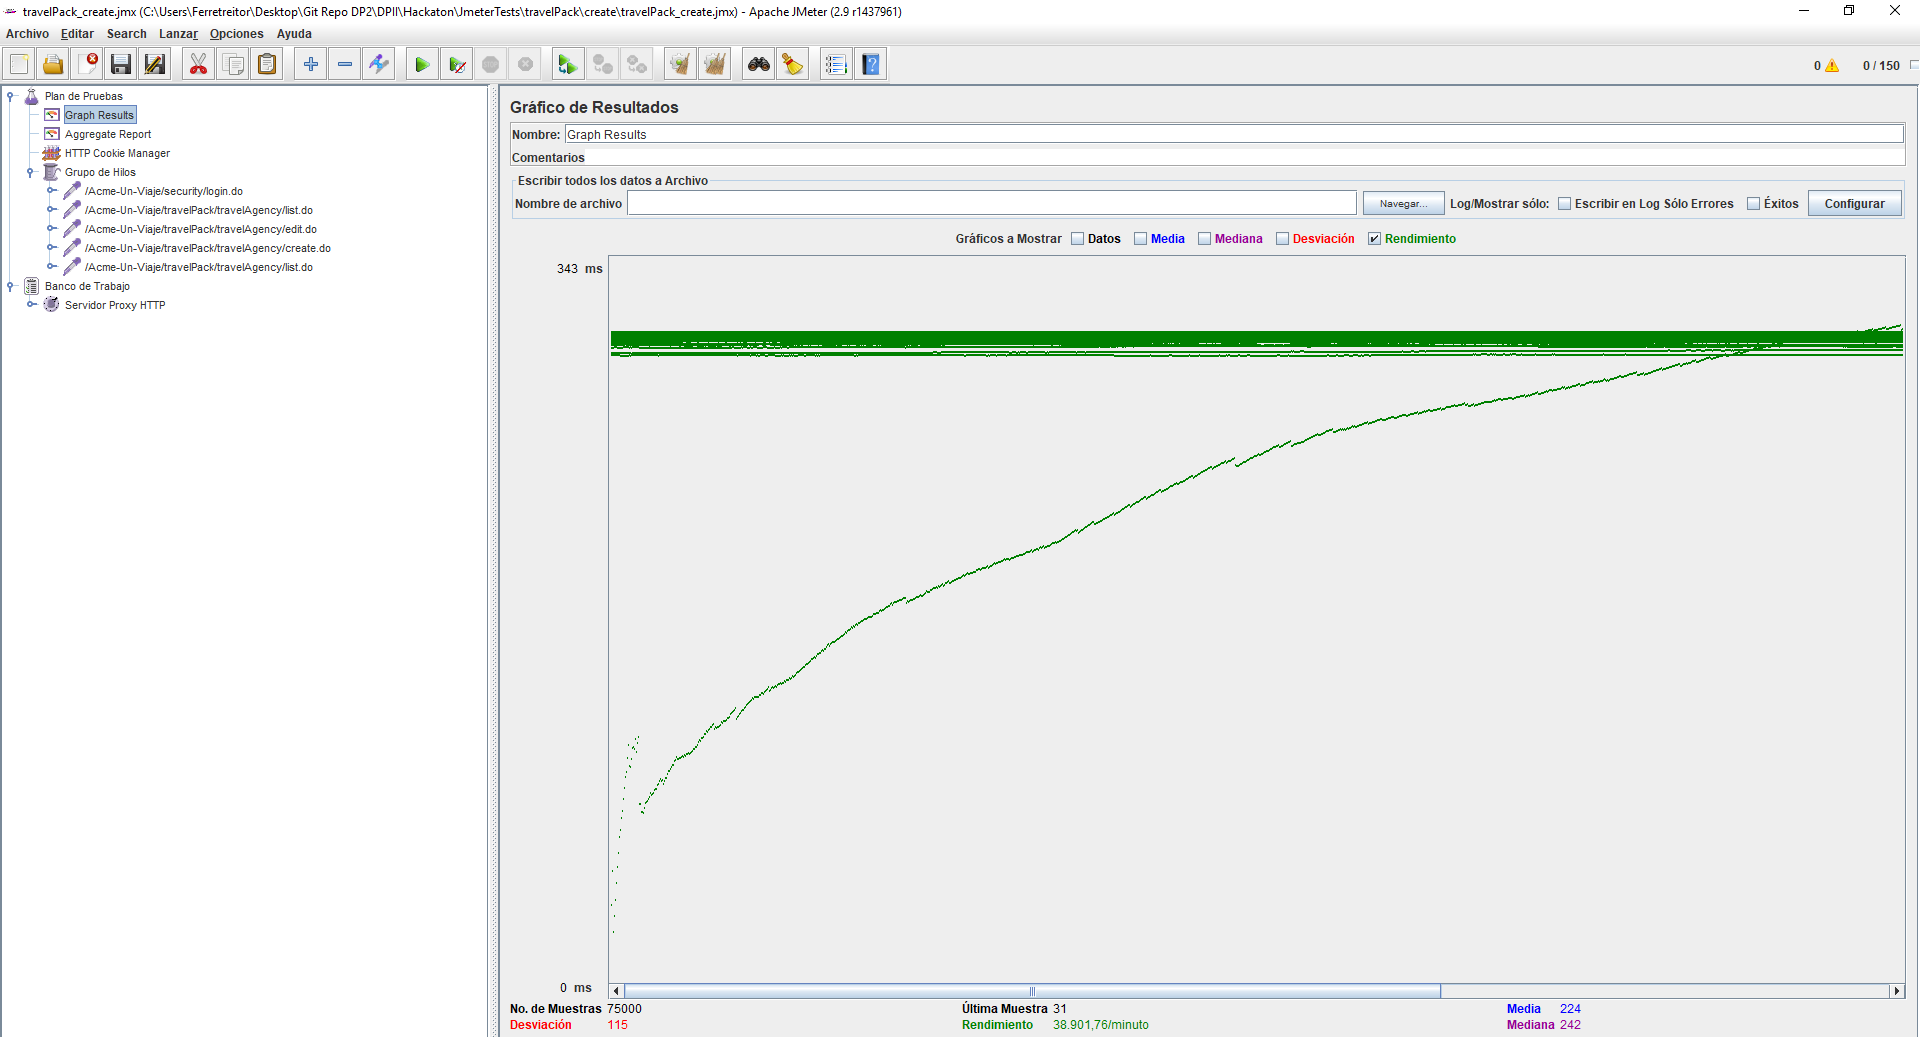 travelPack_create.jmx (C:\Users\Ferretreitor\Desktop\Git Repo DP2\DPII\Hackaton\JmeterTests\travelPack\create\travelPack_create.jmx) - Apache JMeter (2.9 r1437961)
Archivo Editar Search Lanzar Opciones Ayuda
0 0 / 150
Plan de Pruebas
Graph Results
Aggregate Report
HTTP Cookie Manager
Grupo de Hilos
/Acme-Un-Viaje/security/login.do
/Acme-Un-Viaje/travelPack/travelAgency/list.do
/Acme-Un-Viaje/travelPack/travelAgency/edit.do
/Acme-Un-Viaje/travelPack/travelAgency/create.do
/Acme-Un-Viaje/travelPack/travelAgency/list.do
Banco de Trabajo
Servidor Proxy HTTP
Gráfico de Resultados
Nombre: Graph Results
Comentarios
Escribir todos los datos a Archivo
Nombre de archivo Navegar... Log/Mostrar sólo: Escribir en Log Sólo Errores Éxitos Configurar
Gráficos a Mostrar Datos Media Mediana Desviación Rendimiento
343 ms
0 ms
No. de Muestras 75000 Última Muestra 31 Media 224
Desviación 115 Rendimiento 38.901,76/minuto Mediana 242